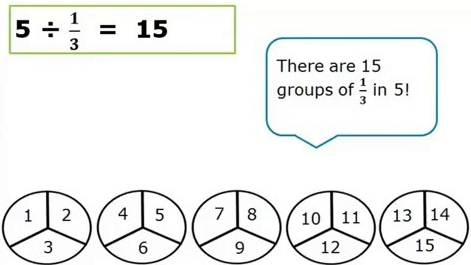 5 ÷ 1/3 = 15
There are 15
groups of 1/3 in 5!
1 2 4 5 7 8 10 11 13 14
3 6 9 12 15